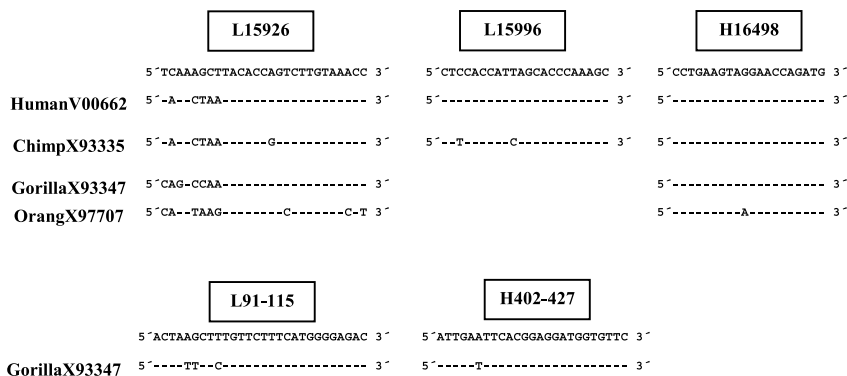 L15926 L15996 H16498
5´TCAAAGCTTACACCAGTCTTGTAAACC 3´ 5´CTCCACCATTAGCACCCAAAGC 3´ 5´CCTGAAGTAGGAACCAGATG 3´
HumanV00662 5´-A--CTAA------------------- 3´ 5´---------------------- 3´ 5´-------------------- 3´
ChimpX93335 5´-A--CTAA------G------------ 3´ 5´--T------C------------ 3´ 5´-------------------- 3´
GorillaX93347 5´CAG-CCAA------------------- 3´ 5´-------------------- 3´
OrangX97707 5´CA--TAAG--------C-------C-T 3´ 5´---------A---------- 3´
L91-115 H402-427
5´ACTAAGCTTTGTTCTTTCATGGGGAGAC 3´ 5´ATTGAATTCACGGAGGATGGTGTTC 3´
GorillaX93347 5´----TT--C------------------- 3´ 5´-----T------------------- 3´